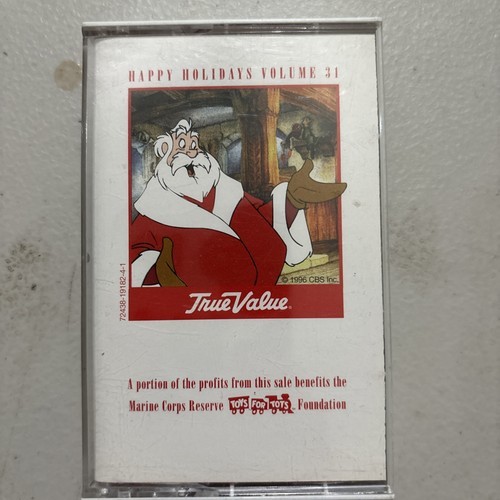 HAPPY HOLIDAYS VOLUME 31
© 1996 CBS Inc.
72438-19182-4-1
True Value®
A portion of the profits from this sale benefits the
Marine Corps Reserve TOYS FOR TOTS Foundation